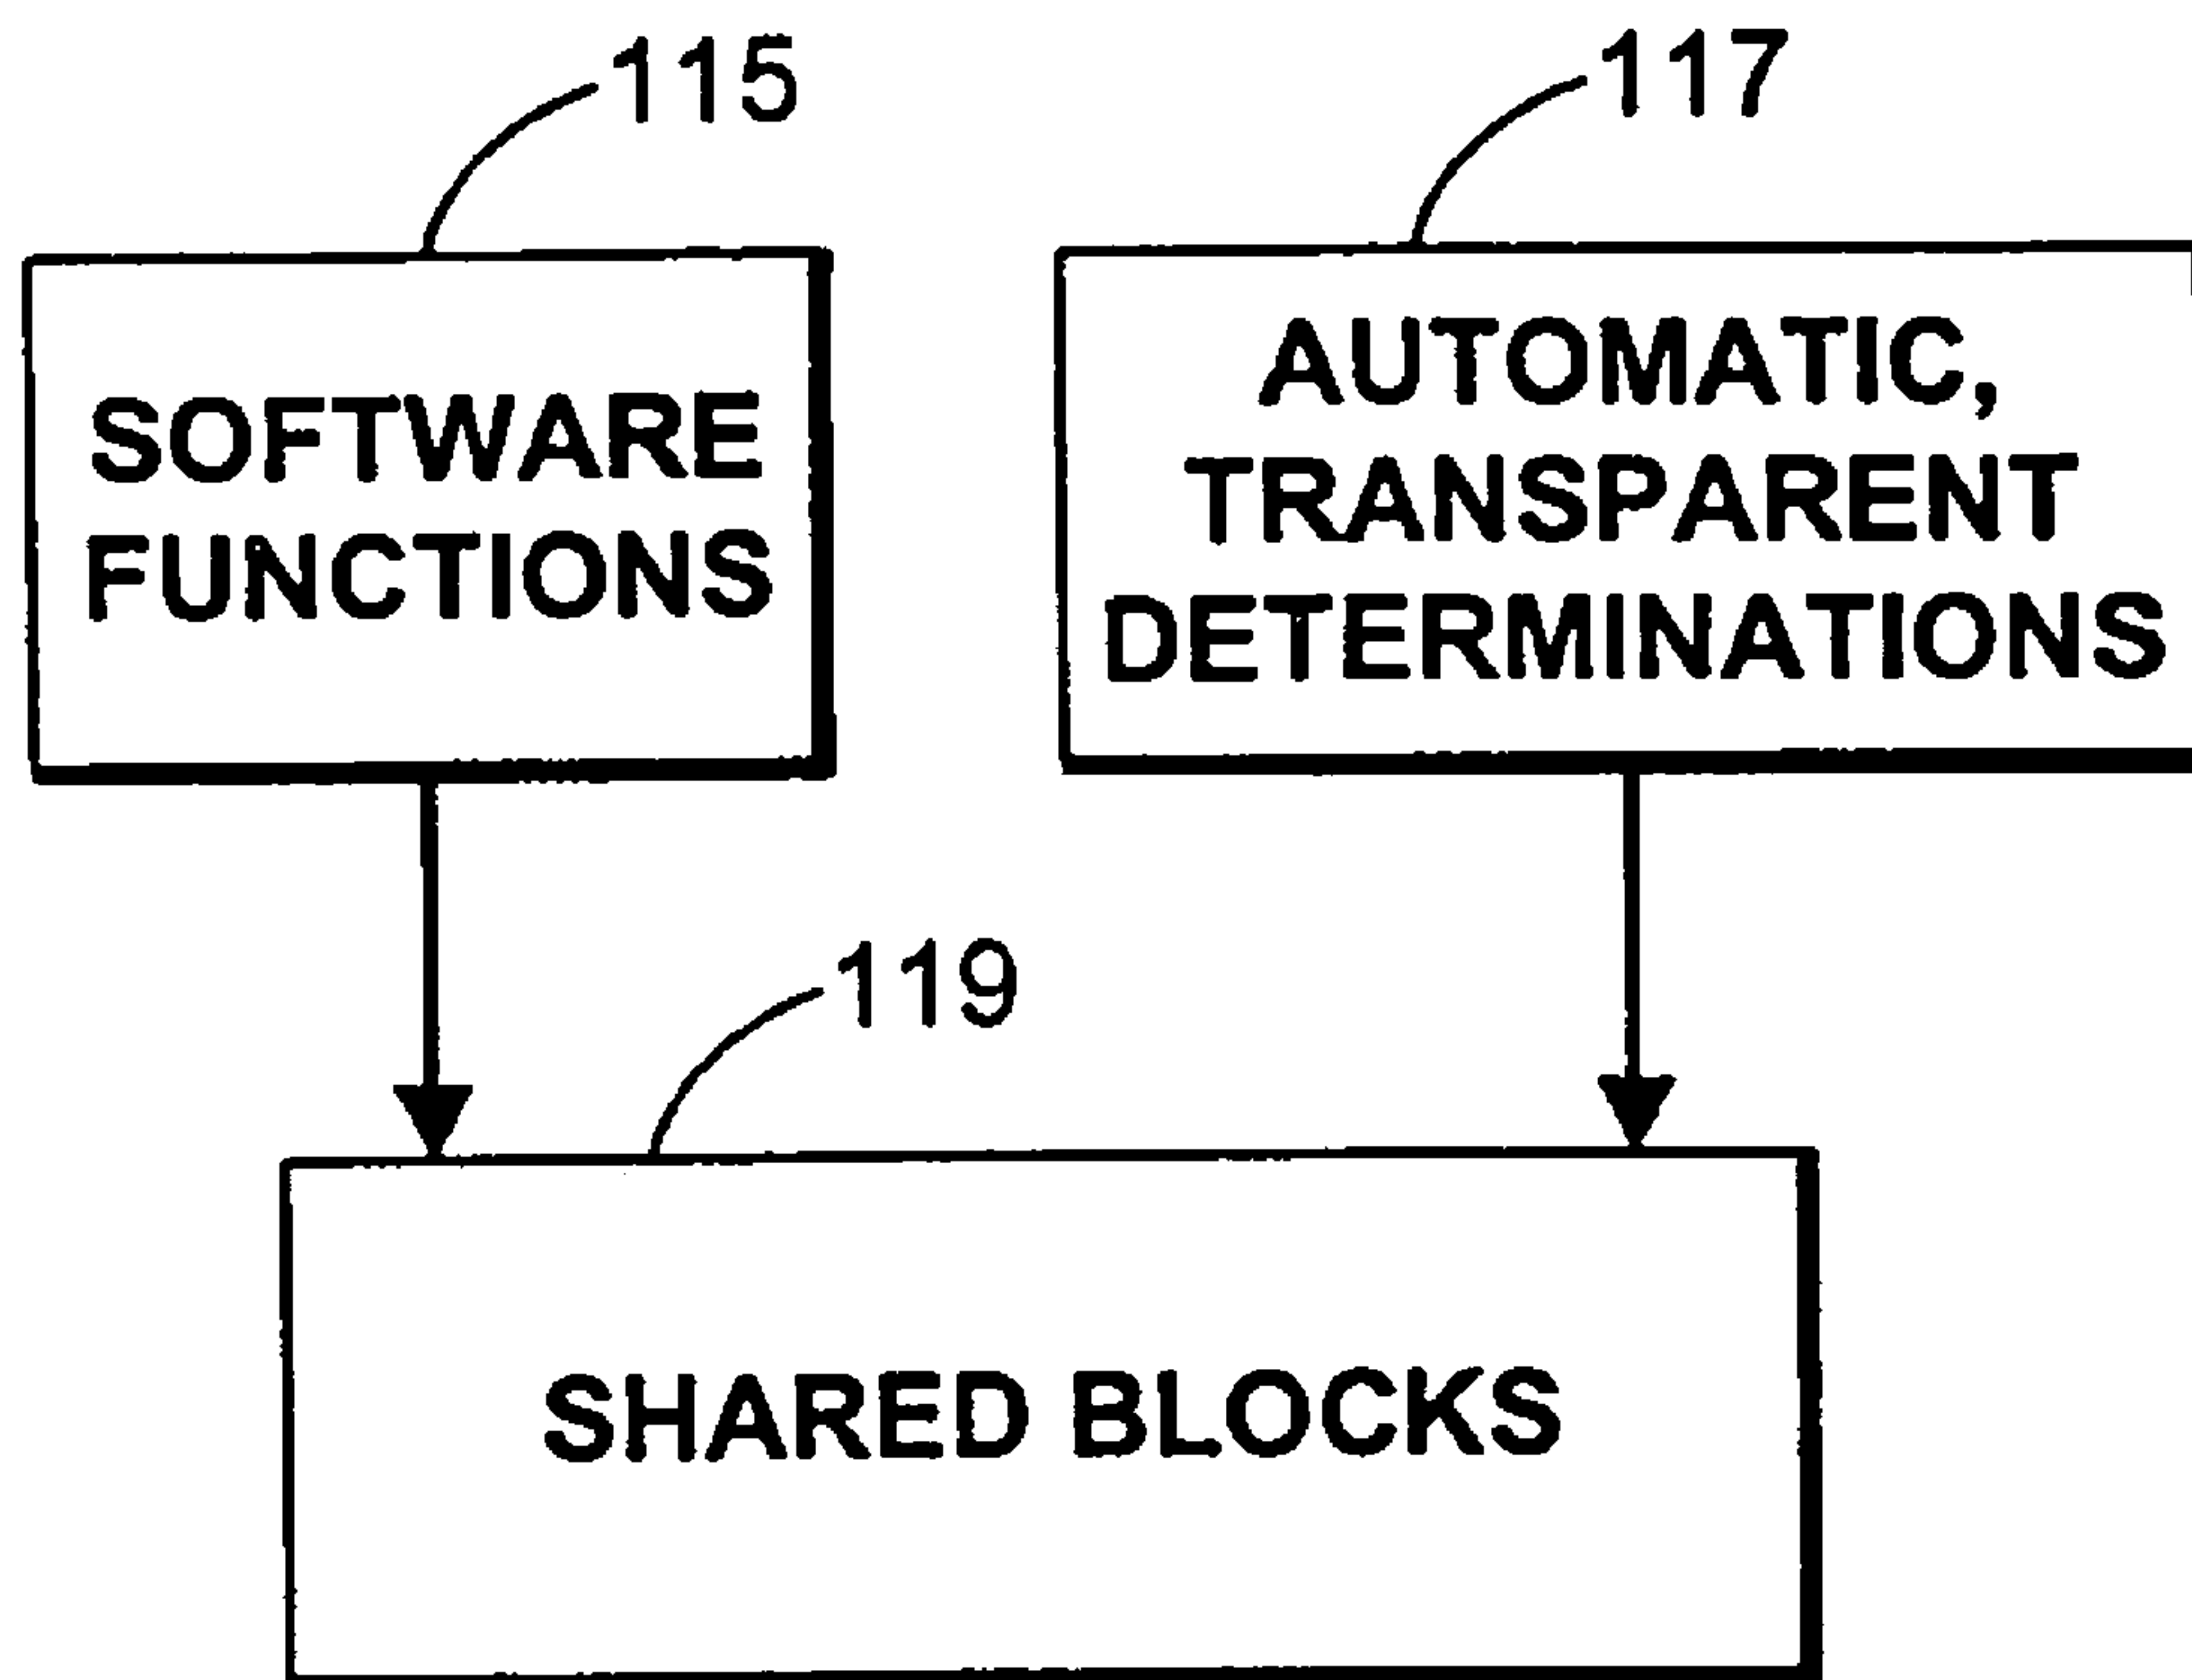 115
117
SOFTWARE
FUNCTIONS
AUTOMATIC,
TRANSPARENT
DETERMINATIONS
119
SHARED BLOCKS